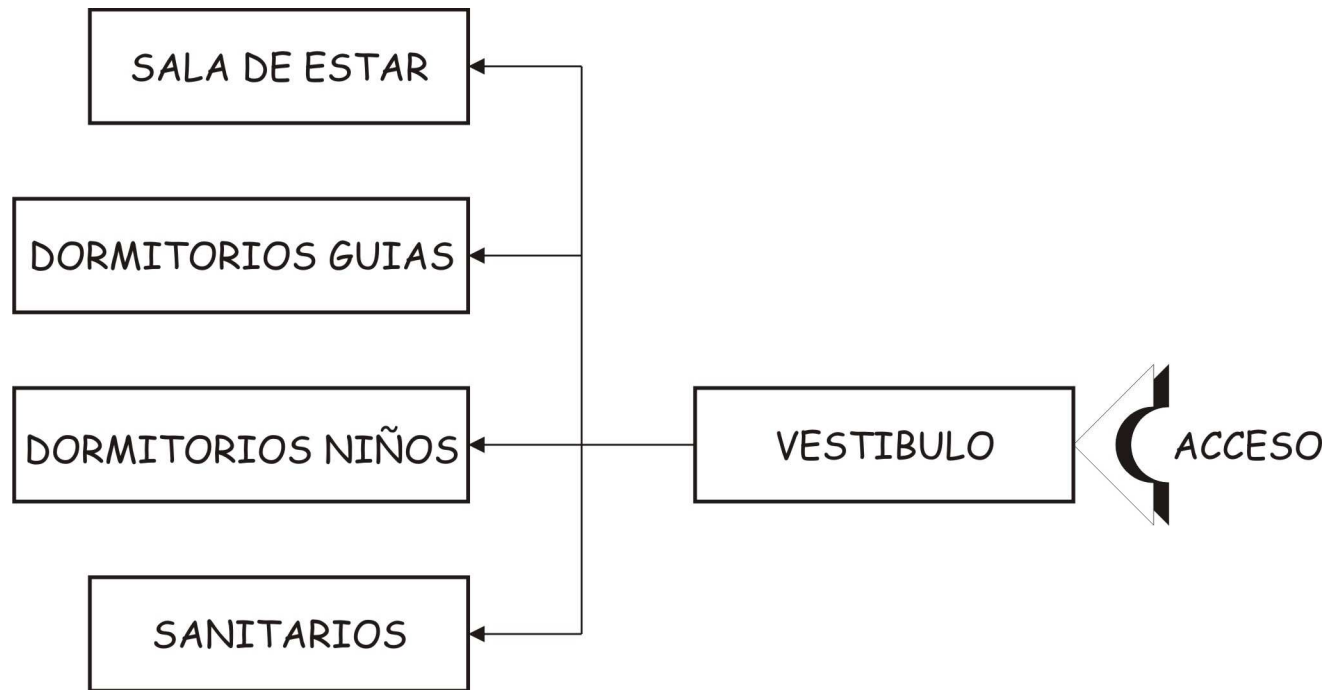 SALA DE ESTAR
DORMITORIOS GUIAS
DORMITORIOS NIÑOS
VESTIBULO
ACCESO
SANITARIOS